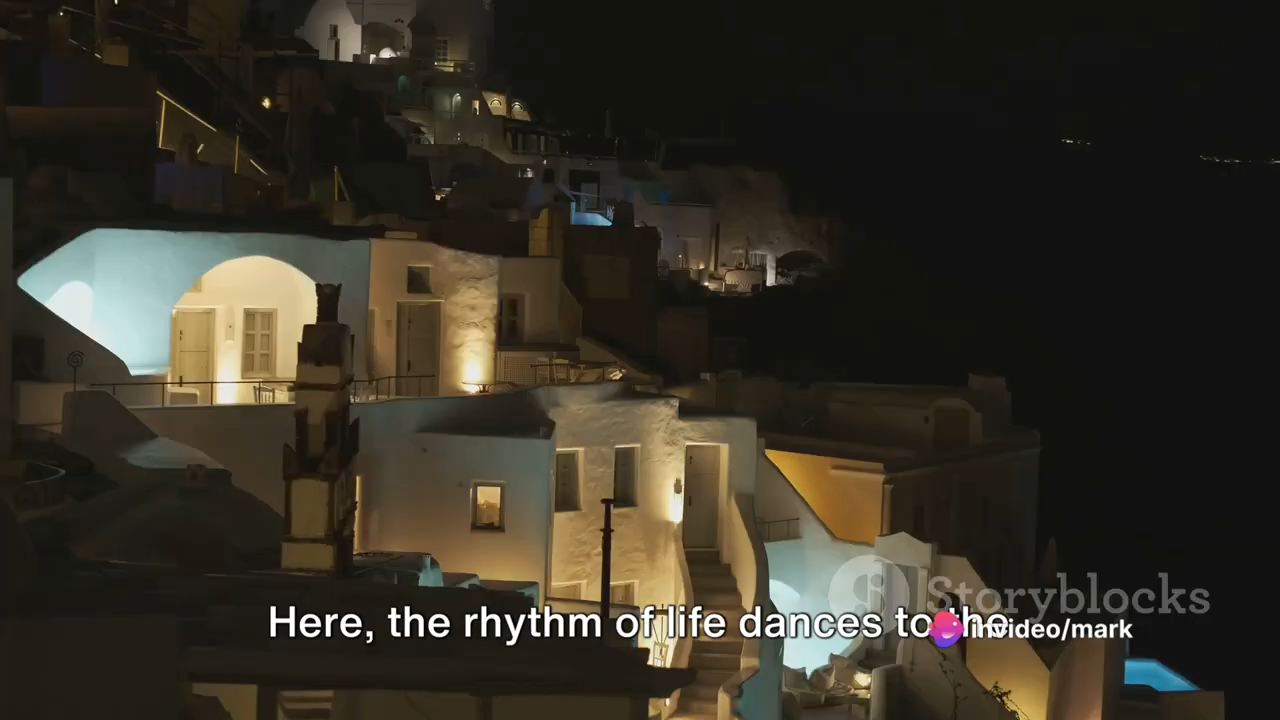 Storyblocks
Here, the rhythm of life dances to the
invideo/mark